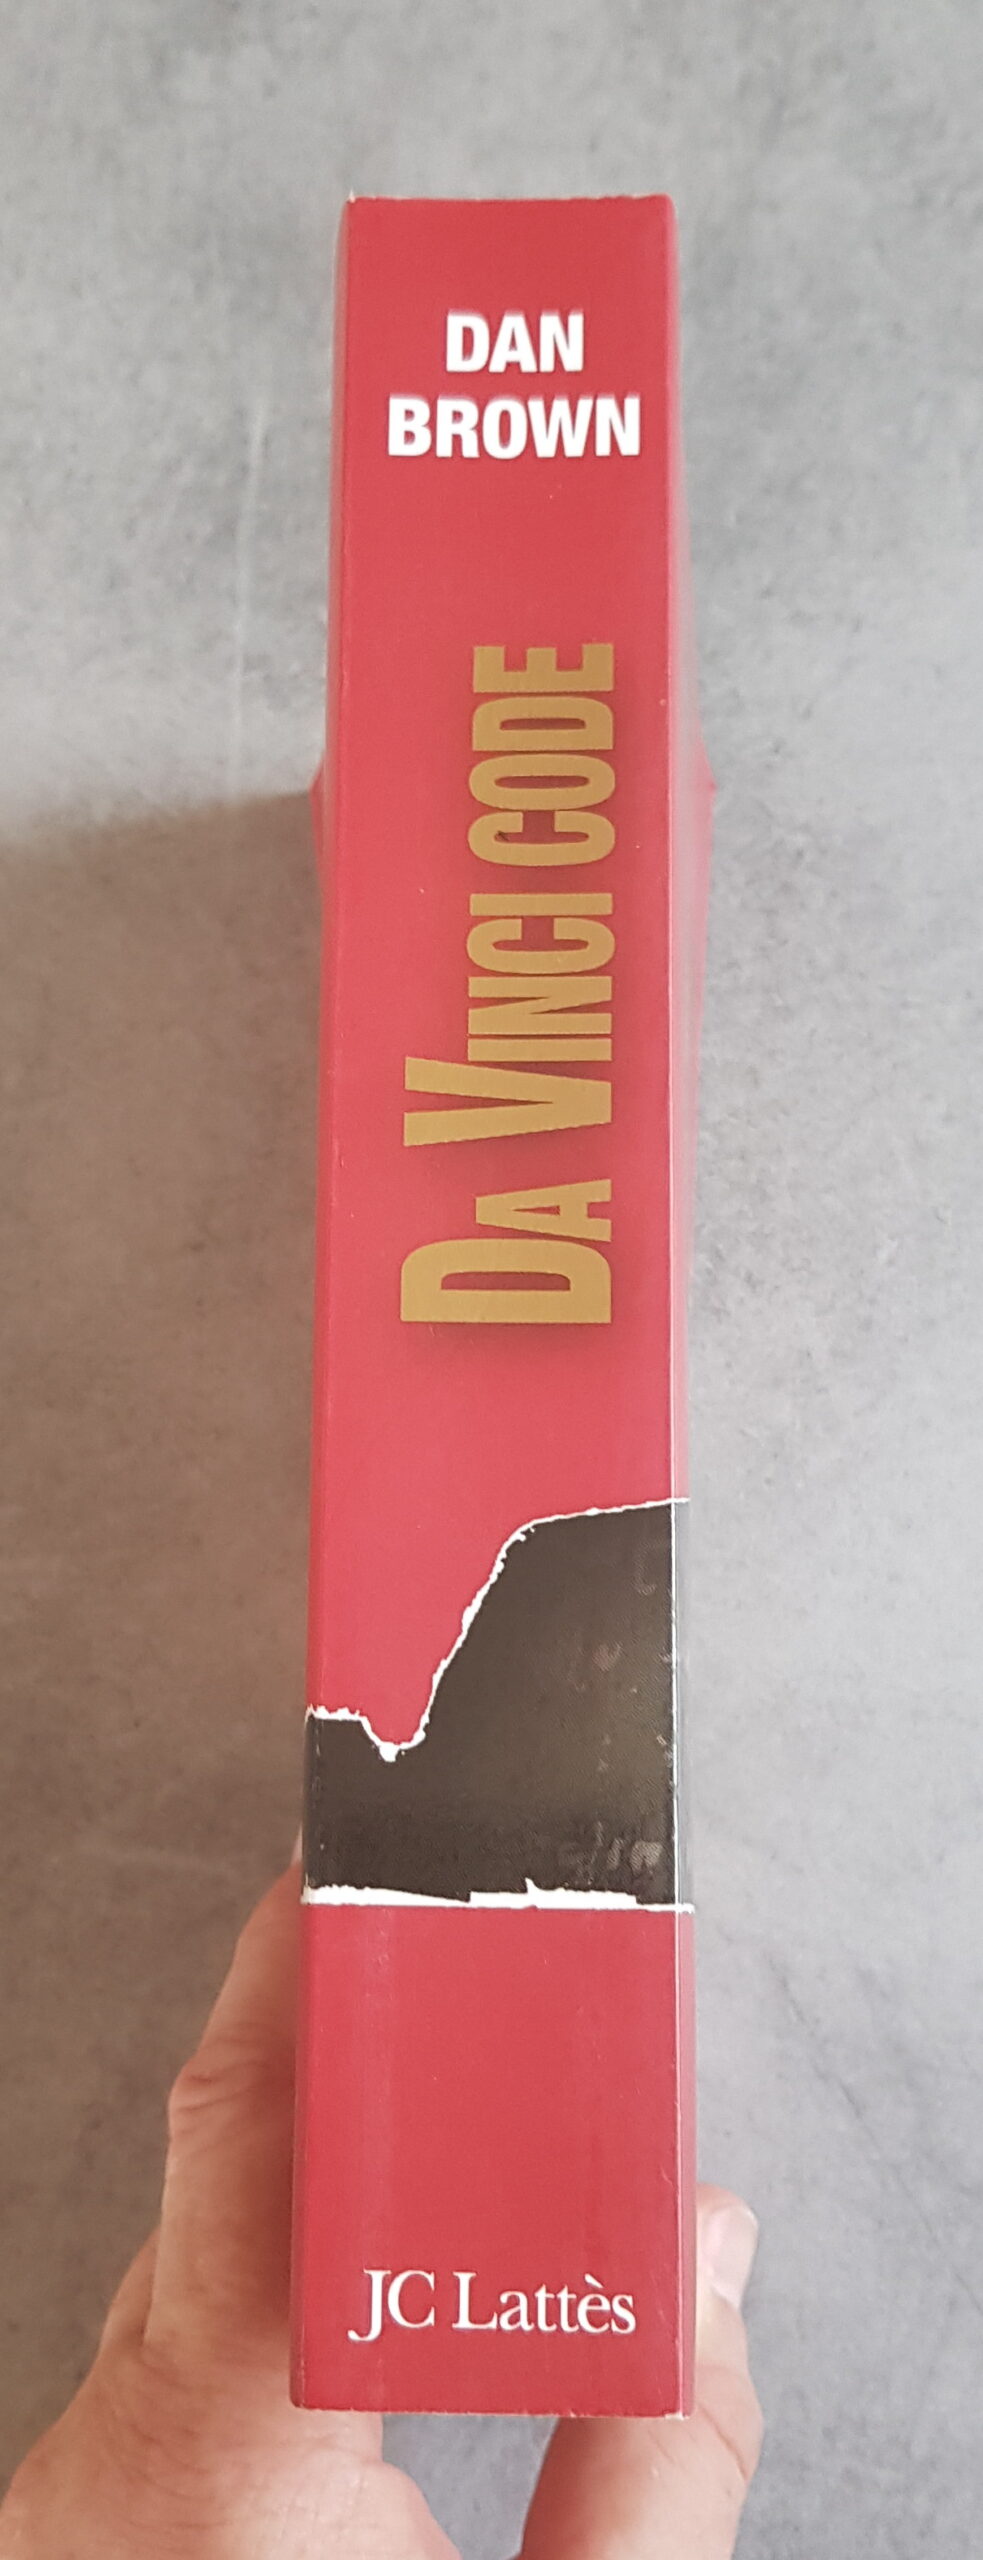 DAN
BROWN
DA VINCI CODE
JC Lattès